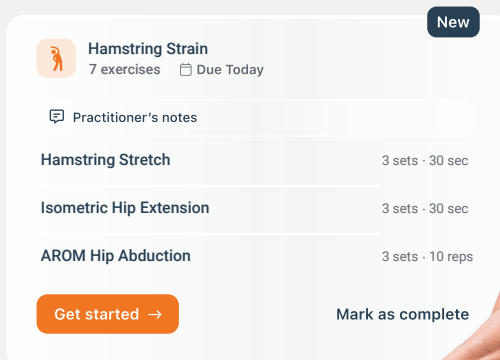 New
Hamstring Strain
7 exercises Due Today
Practitioner's notes
Hamstring Stretch 3 sets · 30 sec
Isometric Hip Extension 3 sets · 30 sec
AROM Hip Abduction 3 sets · 10 reps
Get started → Mark as complete